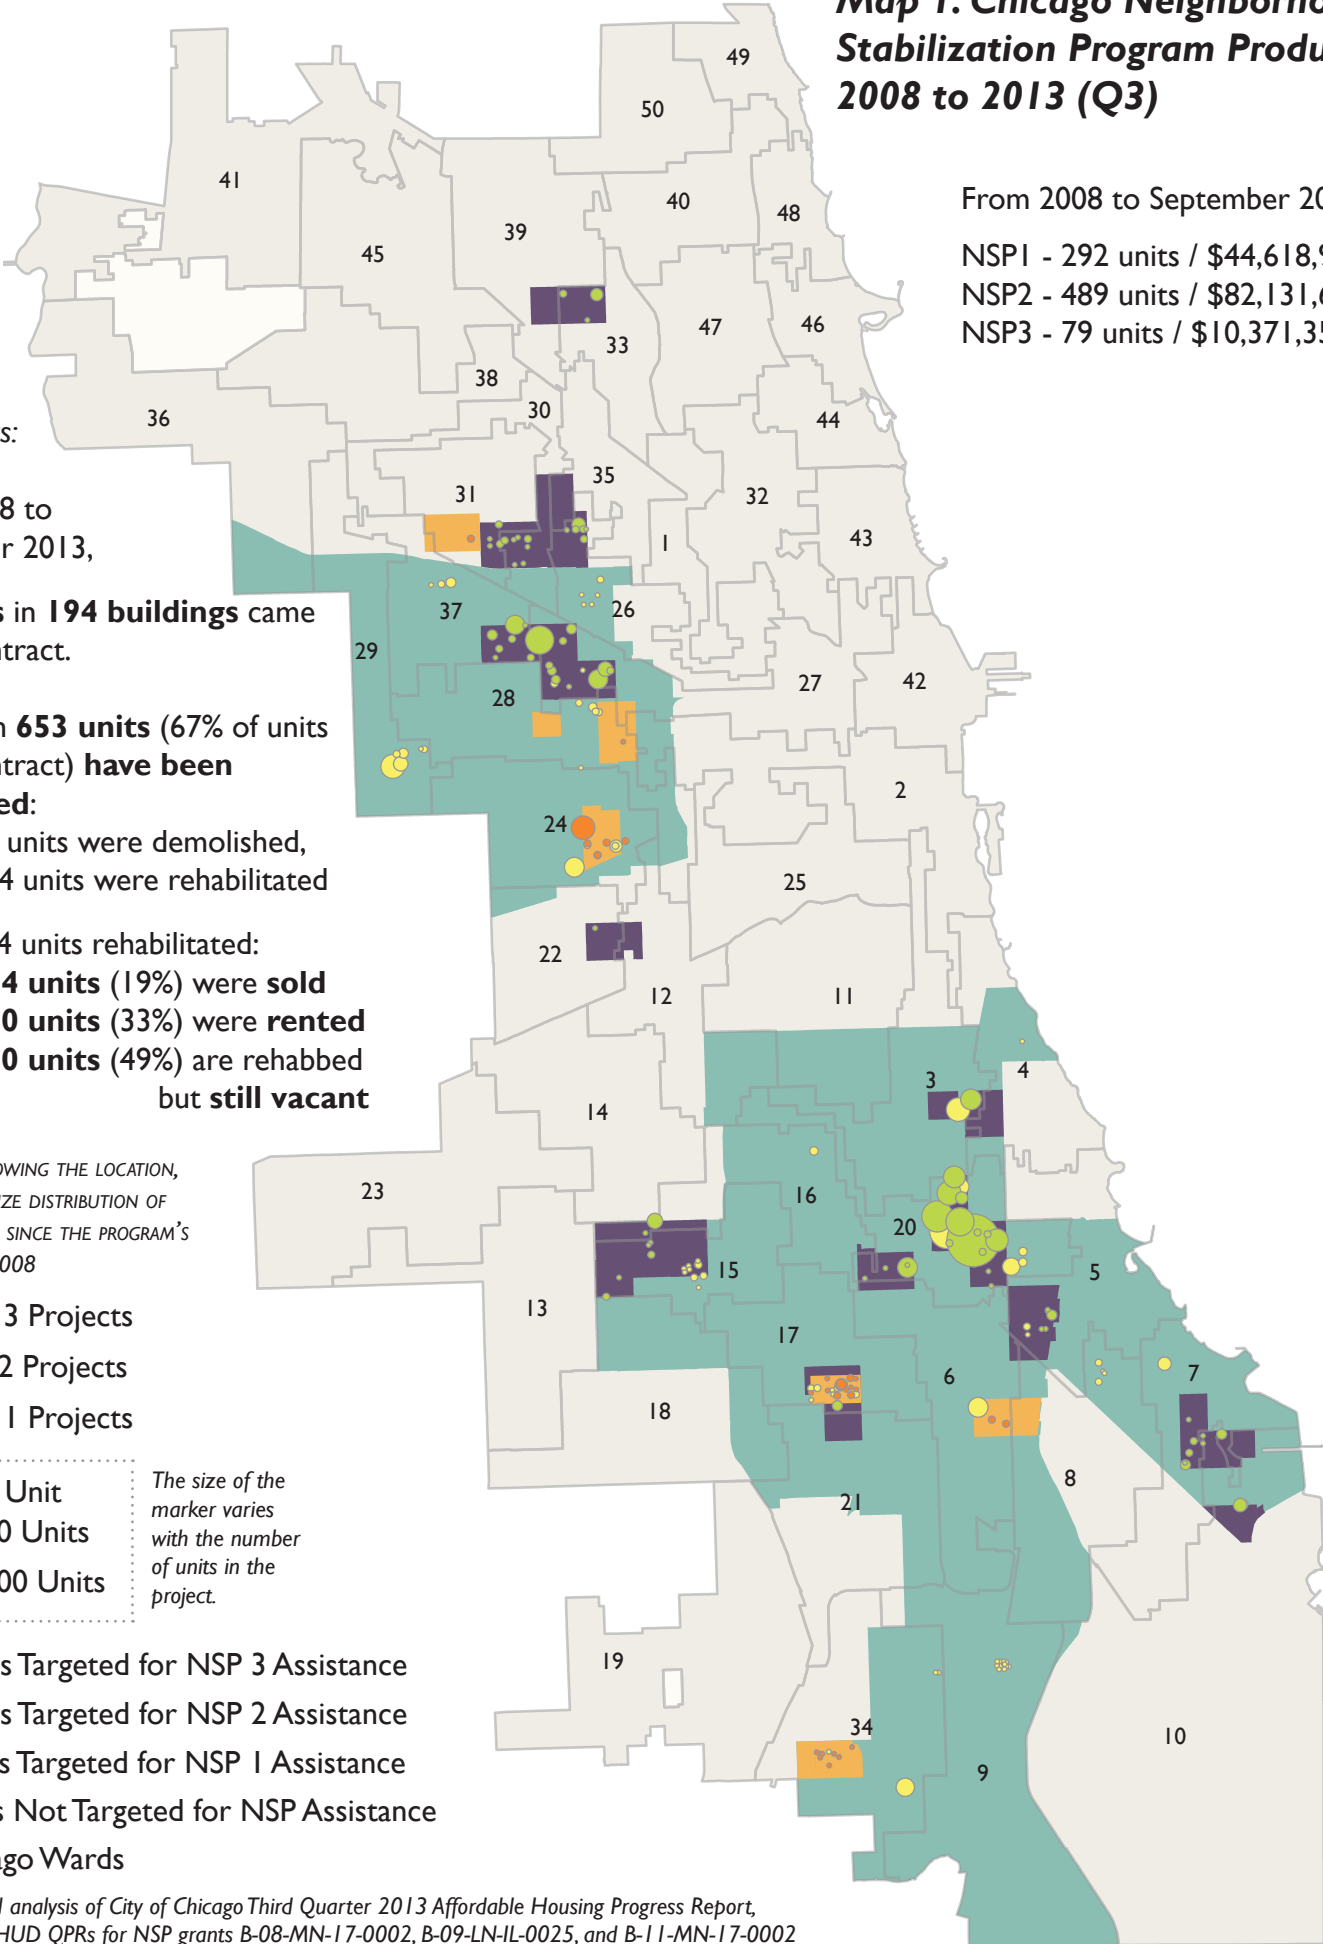 Map 1: Chicago Neighborho
Stabilization Program Produ
2008 to 2013 (Q3)
From 2008 to September 20
NSP1 - 292 units / $44,618,9
NSP2 - 489 units / $82,131,6
NSP3 - 79 units / $10,371,35
49
50
41
40
48
39
45
47
46
33
38
30
36
44
35
31
32
1
43
37
26
29
27
42
28
2
24
25
22
12
11
3
4
14
23
16
20
15
5
13
17
6
7
18
8
21
19
34
10
9
s:
8 to
r 2013,
s in 194 buildings came
ntract.
n 653 units (67% of units
ntract) have been
ed:
units were demolished,
4 units were rehabilitated
4 units rehabilitated:
4 units (19%) were sold
0 units (33%) were rented
0 units (49%) are rehabbed
but still vacant
OWING THE LOCATION,
IZE DISTRIBUTION OF
SINCE THE PROGRAM'S
008
3 Projects
2 Projects
1 Projects
Unit
0 Units
00 Units
The size of the
marker varies
with the number
of units in the
project.
s Targeted for NSP 3 Assistance
s Targeted for NSP 2 Assistance
s Targeted for NSP 1 Assistance
s Not Targeted for NSP Assistance
ago Wards
analysis of City of Chicago Third Quarter 2013 Affordable Housing Progress Report,
HUD QPRs for NSP grants B-08-MN-17-0002, B-09-LN-IL-0025, and B-11-MN-17-0002